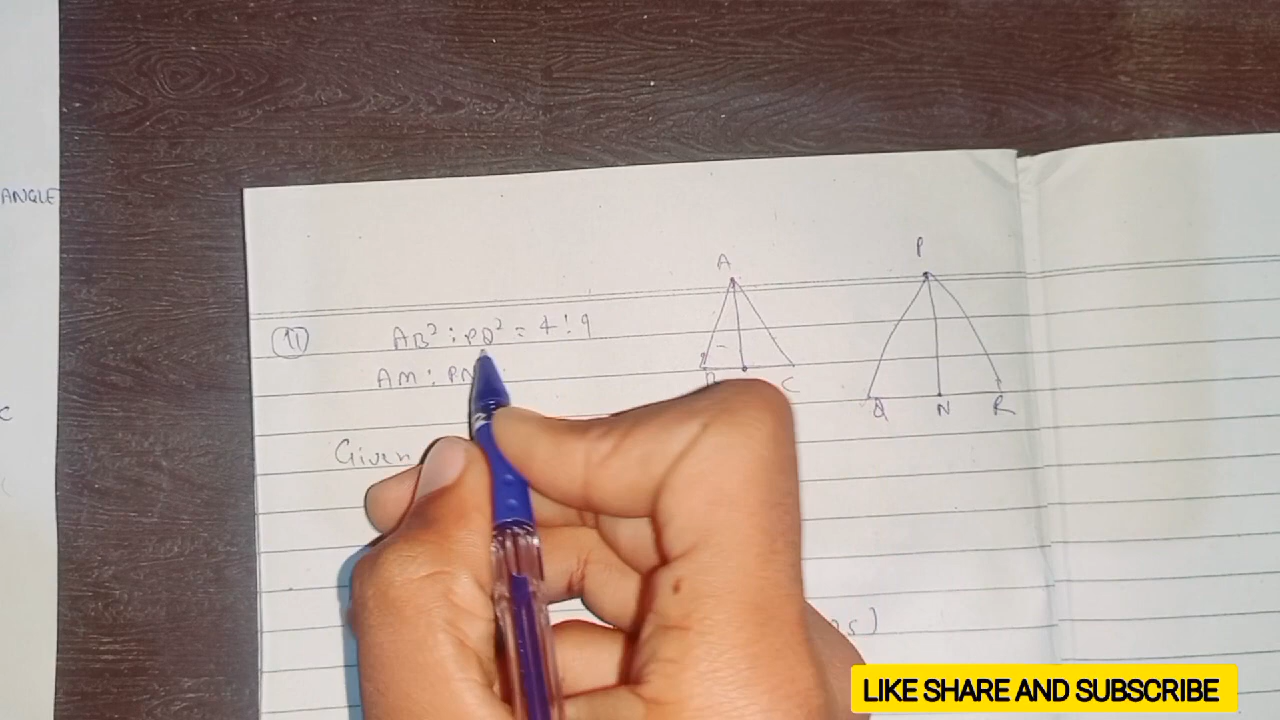 ANGLE
C
A
P
11
AB² : PQ² = 4 : 9
AM : PN
B C
Q N R
Given
LIKE SHARE AND SUBSCRIBE